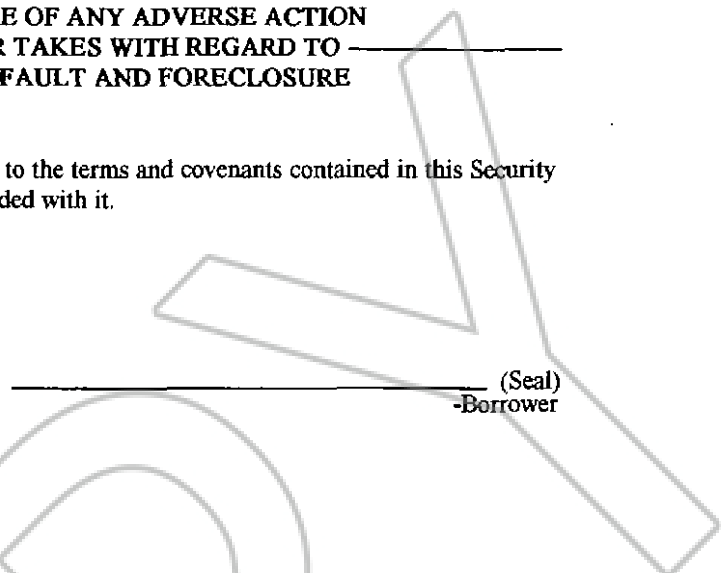 E OF ANY ADVERSE ACTION
R TAKES WITH REGARD TO
FAULT AND FORECLOSURE
to the terms and covenants contained in this Security
ded with it.
(Seal)
-Borrower